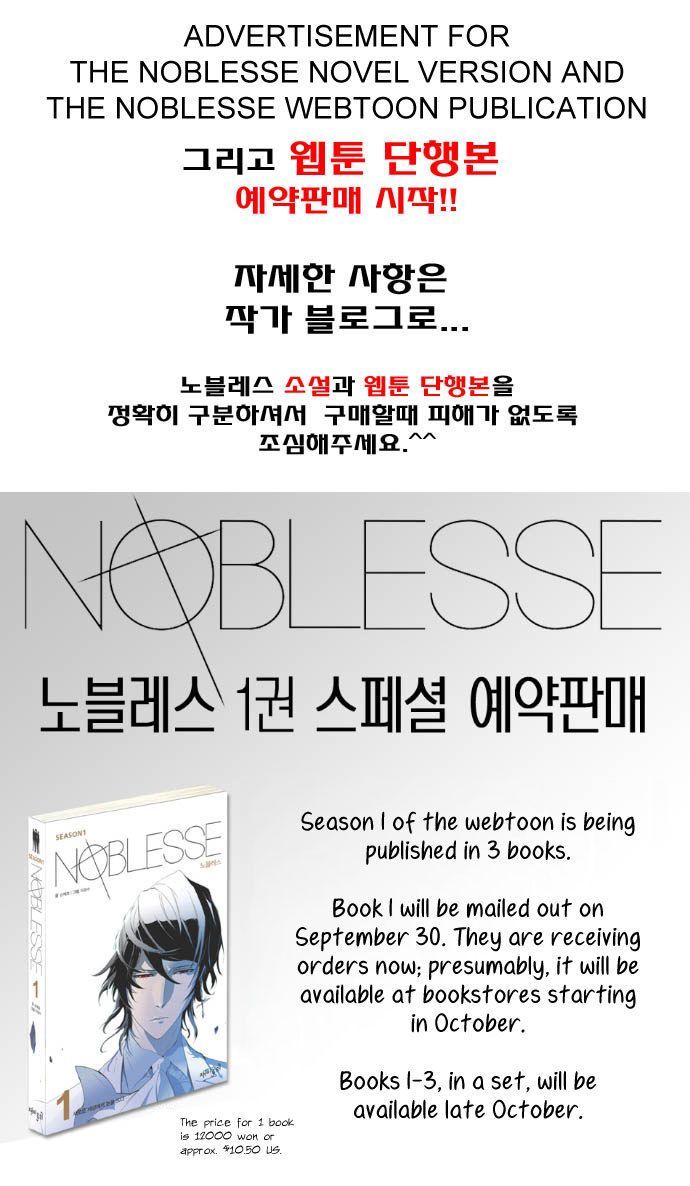 ADVERTISEMENT FOR
THE NOBLESSE NOVEL VERSION AND
THE NOBLESSE WEBTOON PUBLICATION
그리고 웹툰 단행본
예약판매 시작!!
자세한 사항은
작가 블로그로...
노블레스 소설과 웹툰 단행본을
정확히 구분하셔서 구매할때 피해가 없도록
조심해주세요.^^
NOBLESSE
노블레스 1권 스페셜 예약판매
SEASON1
NOBLESSE
노블레스
SEASON1
NOBLESSE
1
1
Season 1 of the webtoon is being
published in 3 books.
Book 1 will be mailed out on
September 30. They are receiving
orders now; presumably, it will be
available at bookstores starting
in October.
Books 1-3, in a set, will be
available late October.
The price for 1 book
is 12000 won or
approx. $10.50 US.